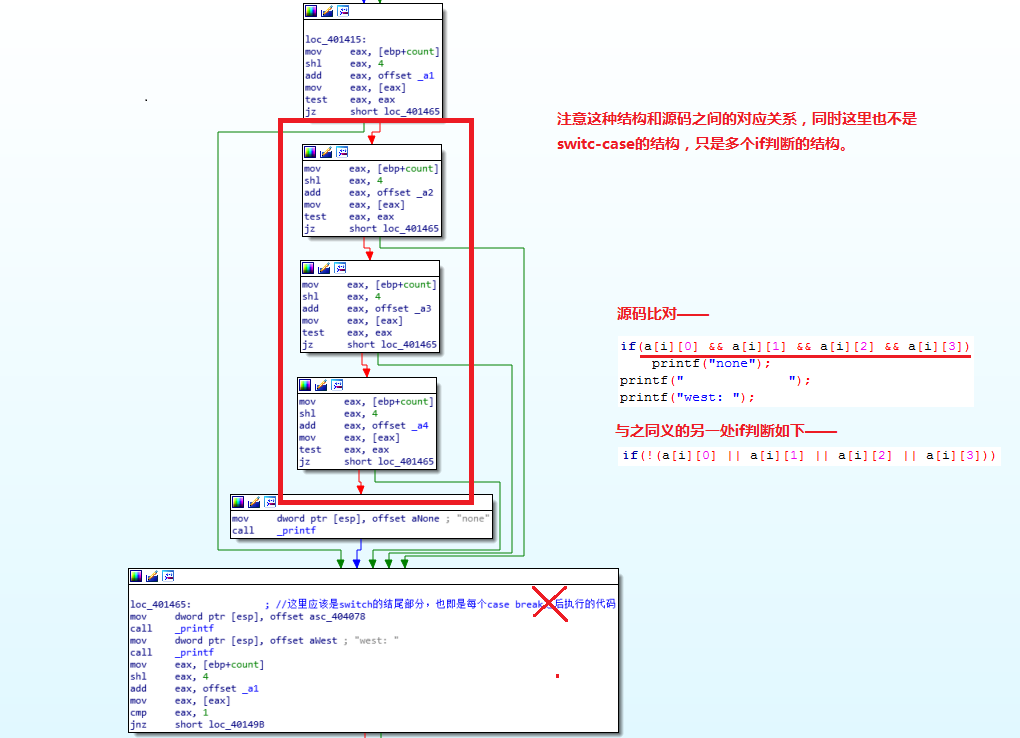 loc_401415:
mov eax, [ebp+count]
shl eax, 4
add eax, offset _a1
mov eax, [eax]
test eax, eax
jz short loc_401465
注意这种结构和源码之间的对应关系，同时这里也不是
switc-case的结构，只是多个if判断的结构。
mov eax, [ebp+count]
shl eax, 4
add eax, offset _a2
mov eax, [eax]
test eax, eax
jz short loc_401465
mov eax, [ebp+count]
shl eax, 4
add eax, offset _a3
mov eax, [eax]
test eax, eax
jz short loc_401465
源码比对——
if(a[i][0] && a[i][1] && a[i][2] && a[i][3])
printf("none");
printf("          ");
printf("west: ");
与之同义的另一处if判断如下——
if(!(a[i][0] || a[i][1] || a[i][2] || a[i][3]))
mov eax, [ebp+count]
shl eax, 4
add eax, offset _a4
mov eax, [eax]
test eax, eax
jz short loc_401465
mov dword ptr [esp], offset aNone ; "none"
call _printf
loc_401465: ; //这里应该是switch的结尾部分，也即是每个case break之后执行的代码
mov dword ptr [esp], offset asc_404078
call _printf
mov dword ptr [esp], offset aWest ; "west: "
call _printf
mov eax, [ebp+count]
shl eax, 4
add eax, offset _a1
mov eax, [eax]
cmp eax, 1
jnz short loc_40149B